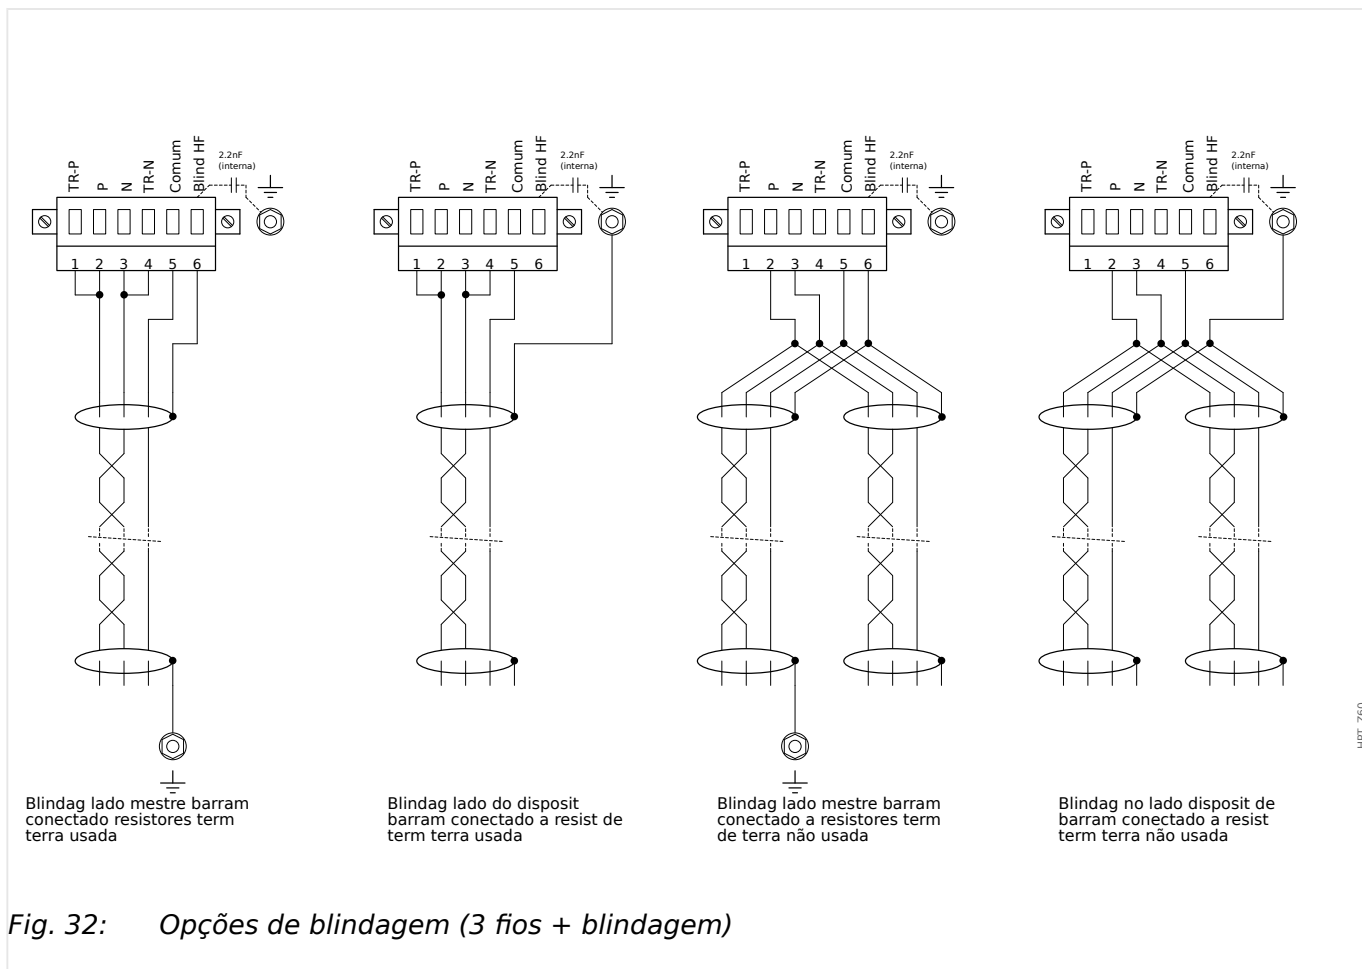 TR-P
P
N
TR-N
Comum
Blind HF
2.2nF
(interna)
1 2 3 4 5 6
TR-P
P
N
TR-N
Comum
Blind HF
2.2nF
(interna)
1 2 3 4 5 6
TR-P
P
N
TR-N
Comum
Blind HF
2.2nF
(interna)
1 2 3 4 5 6
TR-P
P
N
TR-N
Comum
Blind HF
2.2nF
(interna)
1 2 3 4 5 6
Blindag lado mestre barram
conectado resistores term
terra usada
Blindag lado do disposit
barram conectado a resist de
term terra usada
Blindag lado mestre barram
conectado a resistores term
de terra não usada
Blindag no lado disposit de
barram conectado a resist
term terra não usada
Fig. 32: Opções de blindagem (3 fios + blindagem)